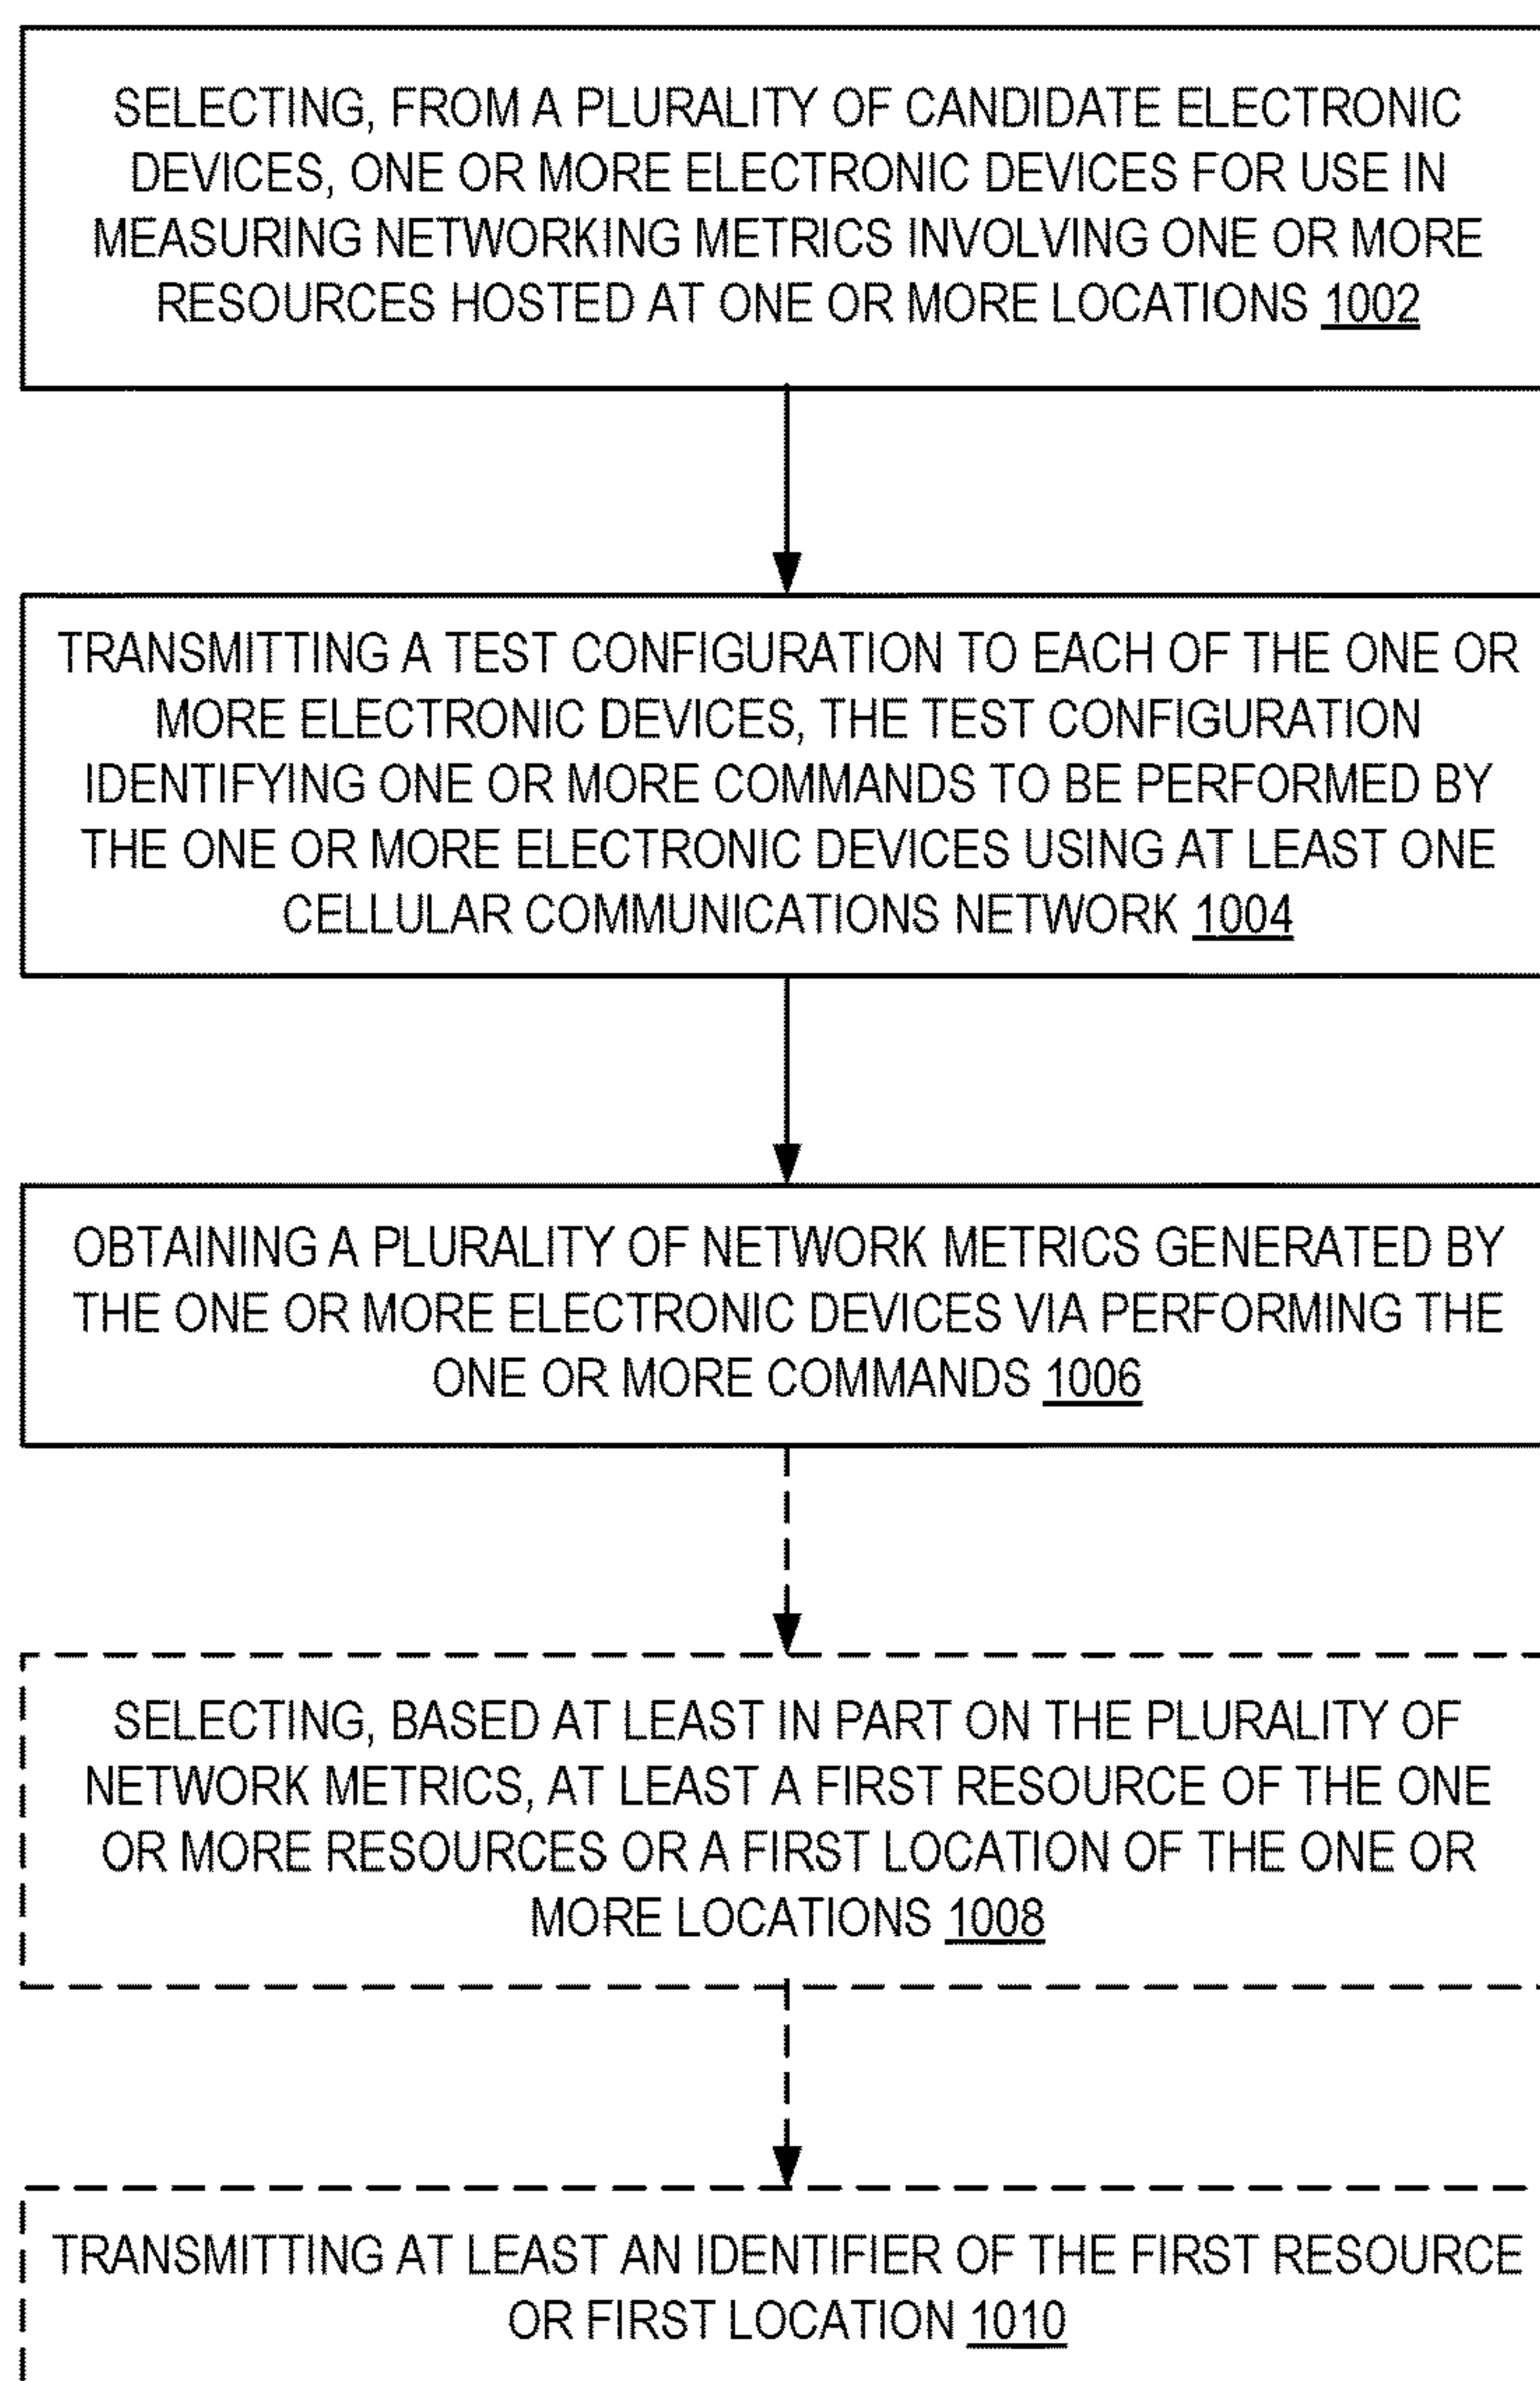 SELECTING, FROM A PLURALITY OF CANDIDATE ELECTRONIC
DEVICES, ONE OR MORE ELECTRONIC DEVICES FOR USE IN
MEASURING NETWORKING METRICS INVOLVING ONE OR MORE
RESOURCES HOSTED AT ONE OR MORE LOCATIONS 1002
TRANSMITTING A TEST CONFIGURATION TO EACH OF THE ONE OR
MORE ELECTRONIC DEVICES, THE TEST CONFIGURATION
IDENTIFYING ONE OR MORE COMMANDS TO BE PERFORMED BY
THE ONE OR MORE ELECTRONIC DEVICES USING AT LEAST ONE
CELLULAR COMMUNICATIONS NETWORK 1004
OBTAINING A PLURALITY OF NETWORK METRICS GENERATED BY
THE ONE OR MORE ELECTRONIC DEVICES VIA PERFORMING THE
ONE OR MORE COMMANDS 1006
SELECTING, BASED AT LEAST IN PART ON THE PLURALITY OF
NETWORK METRICS, AT LEAST A FIRST RESOURCE OF THE ONE
OR MORE RESOURCES OR A FIRST LOCATION OF THE ONE OR
MORE LOCATIONS 1008
TRANSMITTING AT LEAST AN IDENTIFIER OF THE FIRST RESOURCE
OR FIRST LOCATION 1010